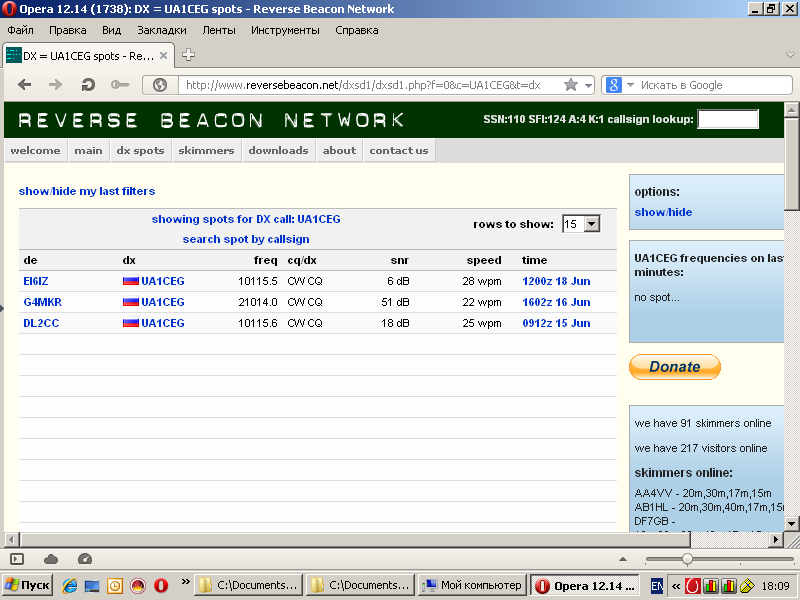 Opera 12.14 (1738): DX = UA1CEG spots - Reverse Beacon Network
Файл Правка Вид Закладки Ленты Инструменты Справка
DX = UA1CEG spots - Re...
http://www.reversebeacon.net/dxsd1/dxsd1.php?f=0&c=UA1CEG&t=dx Искать в Google
REVERSE BEACON NETWORK SSN:110 SFI:124 A:4 K:1 callsign lookup:
welcome main dx spots skimmers downloads about contact us
show/hide my last filters
showing spots for DX call: UA1CEG
search spot by callsign
rows to show: 15
de dx freq cq/dx snr speed time
EI6IZ UA1CEG 10115.5 CW CQ 6 dB 28 wpm 1200z 18 Jun
G4MKR UA1CEG 21014.0 CW CQ 51 dB 22 wpm 1602z 16 Jun
DL2CC UA1CEG 10115.6 CW CQ 18 dB 25 wpm 0912z 15 Jun
options:
show/hide
UA1CEG frequencies on las
minutes:
no spot...
Donate
we have 91 skimmers online
we have 217 visitors online
skimmers online:
AA4VV - 20m,30m,17m,15m
AB1HL - 20m,30m,40m,17m,15
DF7GB -
Пуск C:\Documents... C:\Documents... Мой компьютер Opera 12.14 ... EN 18:09